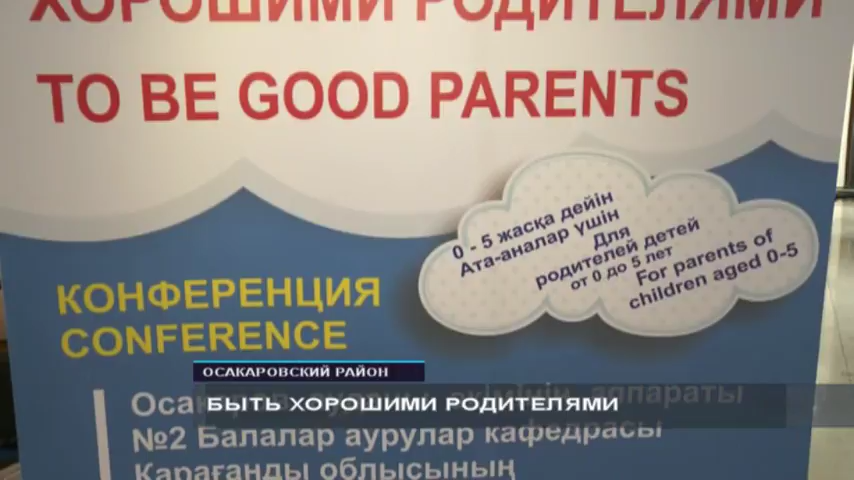 ХОРОШИМИ РОДИТЕЛЯМИ
TO BE GOOD PARENTS
0 - 5 жасқа дейін
Ата-аналар үшін
Для
родителей детей
от 0 до 5 лет
For parents of
children aged 0-5
КОНФЕРЕНЦИЯ
CONFERENCE
ОСАКАРОВСКИЙ РАЙОН
БЫТЬ ХОРОШИМИ РОДИТЕЛЯМИ
аппараты
№2 Балалар аурулар кафедрасы
Қарағанды облысының